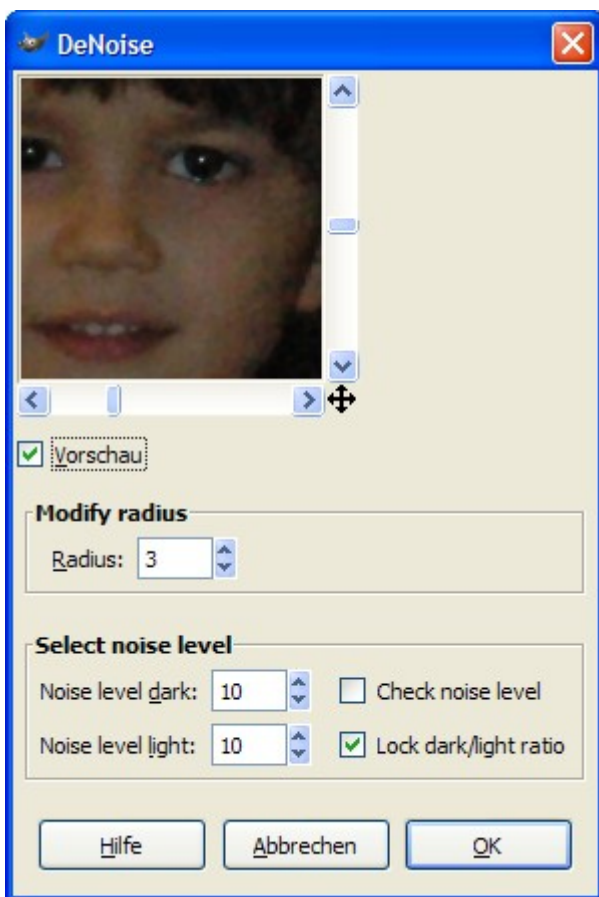 DeNoise
Vorschau
Modify radius
Radius: 3
Select noise level
Noise level dark: 10 Check noise level
Noise level light: 10 Lock dark/light ratio
Hilfe Abbrechen OK